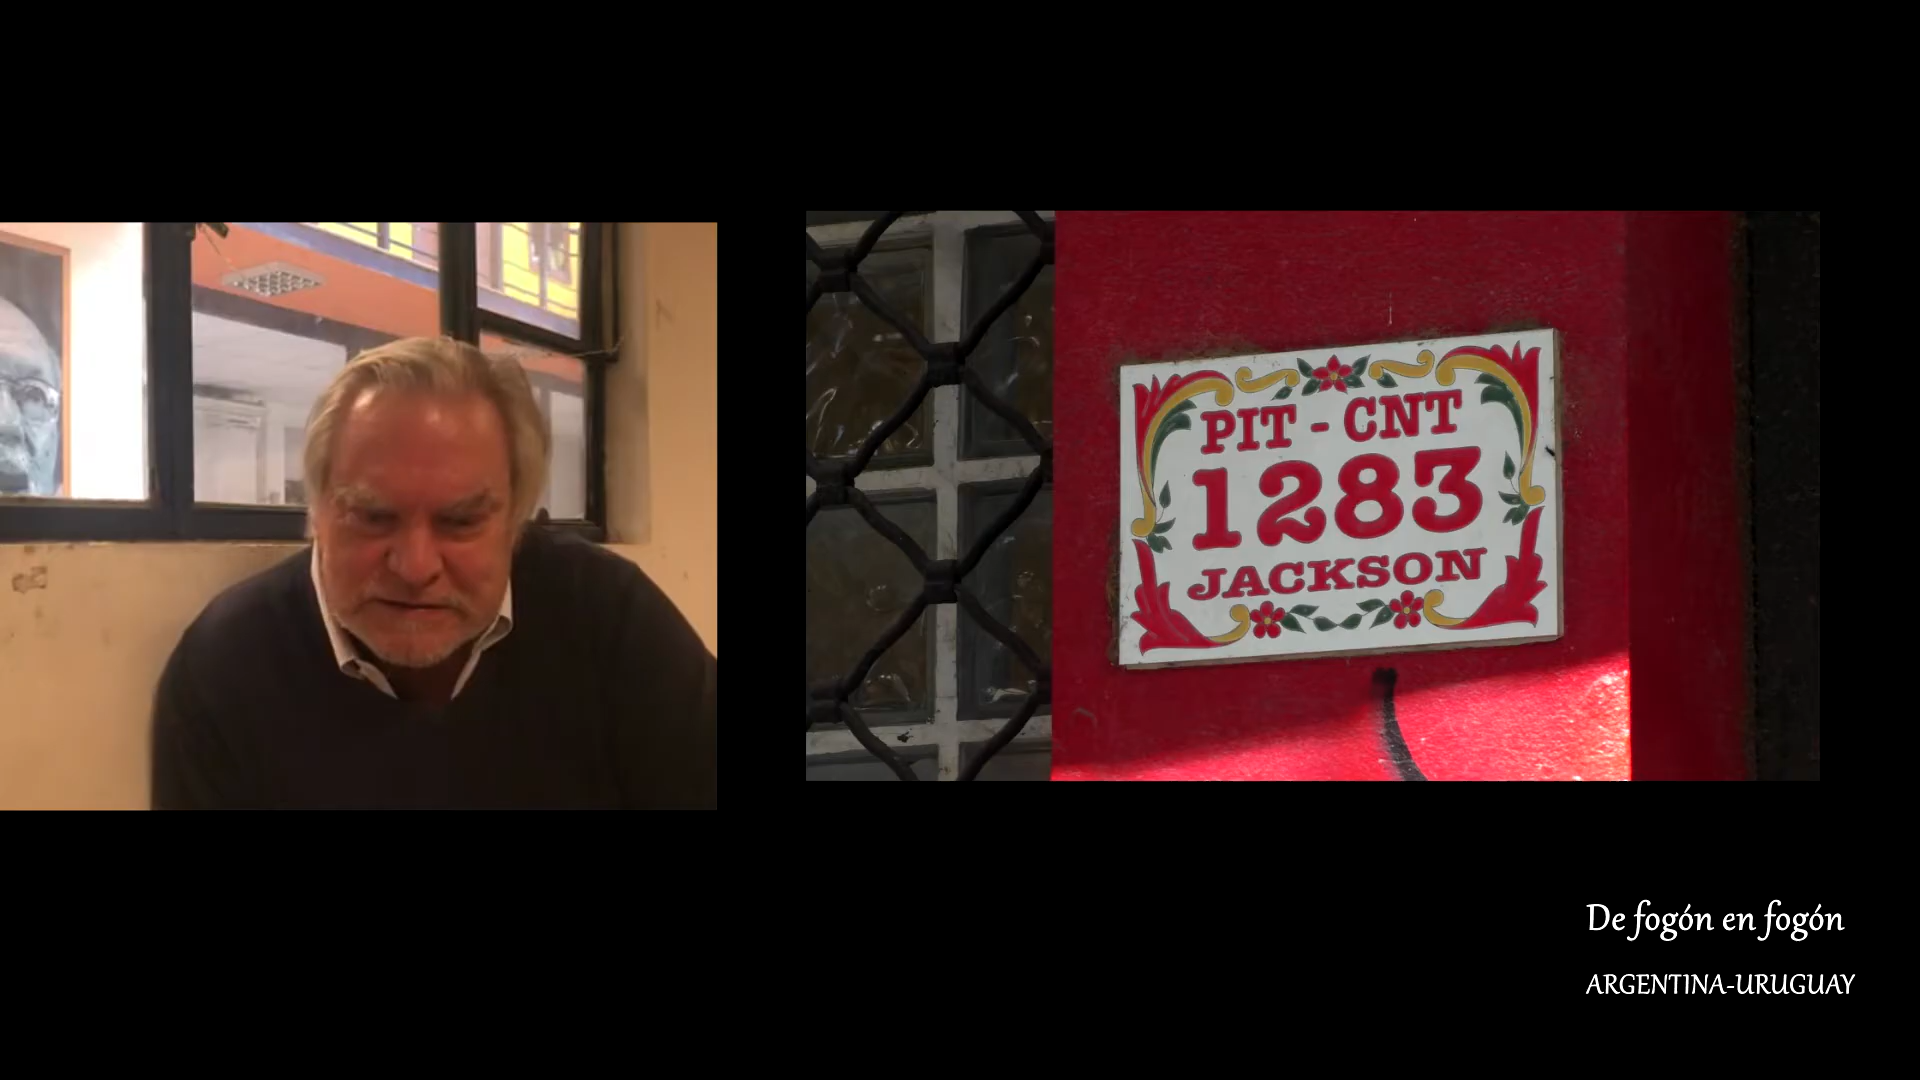 PIT - CNT
1283
JACKSON
De fogón en fogón
ARGENTINA-URUGUAY